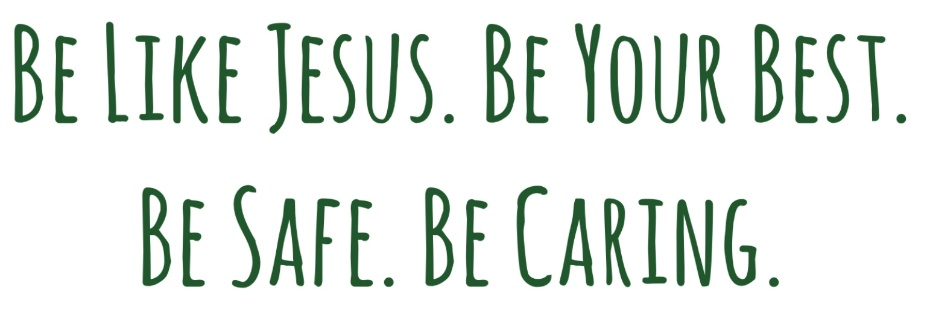 Be Like Jesus. Be Your Best.
Be Safe. Be Caring.